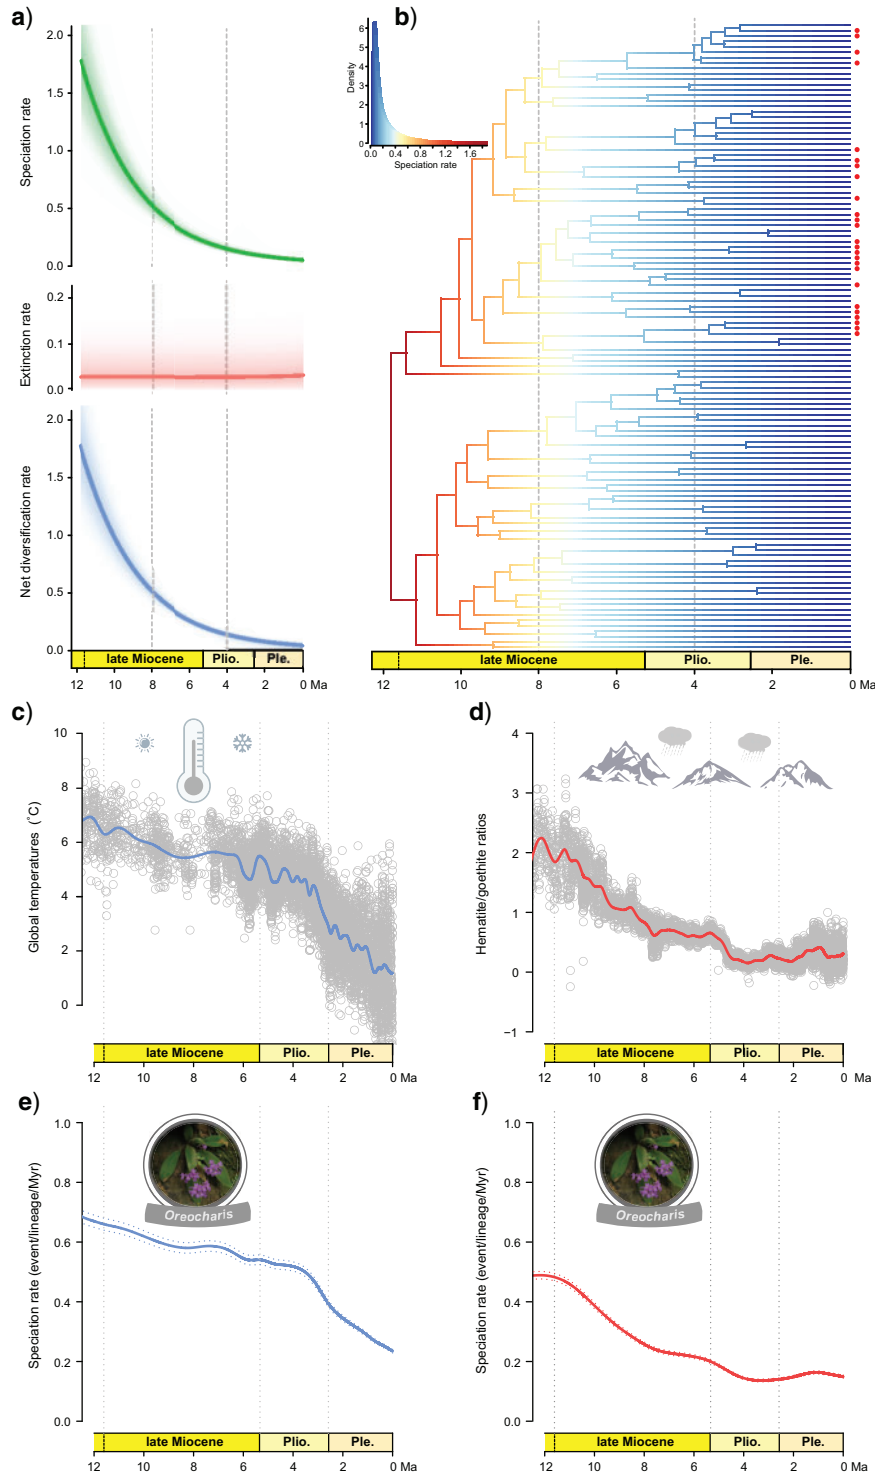 a)
2.0
1.5
1.0
0.5
0.0
Speciation rate
0.2
0.1
0.0
Extinction rate
2.0
1.5
1.0
0.5
0.0
Net diversification rate
late Miocene Plio. Ple.
12 10 8 6 4 2 0 Ma
b)
6
5
4
3
2
1
0
Density
0.0 0.4 0.8 1.2 1.6
Speciation rate
late Miocene Plio. Ple.
12 10 8 6 4 2 0 Ma
c)
10
8
6
4
2
0
Global temperatures (°C)
late Miocene Plio. Ple.
12 10 8 6 4 2 0 Ma
d)
4
3
2
1
0
−1
Hematite/goethite ratios
late Miocene Plio. Ple.
12 10 8 6 4 2 0 Ma
e)
1.0
0.8
0.6
0.4
0.2
0.0
Speciation rate (event/lineage/Myr)
Oreocharis
late Miocene Plio. Ple.
12 10 8 6 4 2 0 Ma
f)
1.0
0.8
0.6
0.4
0.2
0.0
Speciation rate (event/lineage/Myr)
Oreocharis
late Miocene Plio. Ple.
12 10 8 6 4 2 0 Ma